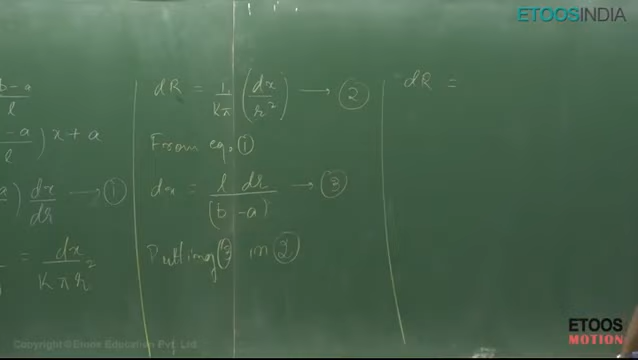 ETOOSINDIA
b - a / l
- a / l ) x + a
a) dx/dr → ①
= dx / Kπr²
dR = 1/Kπ (dx/r²) → ②
From eq. ①
dx = l dr / (b - a) → ③
Putting ③ in ②
dR =
Copyright © Etoos Education Pvt. Ltd.
ETOOS
MOTION